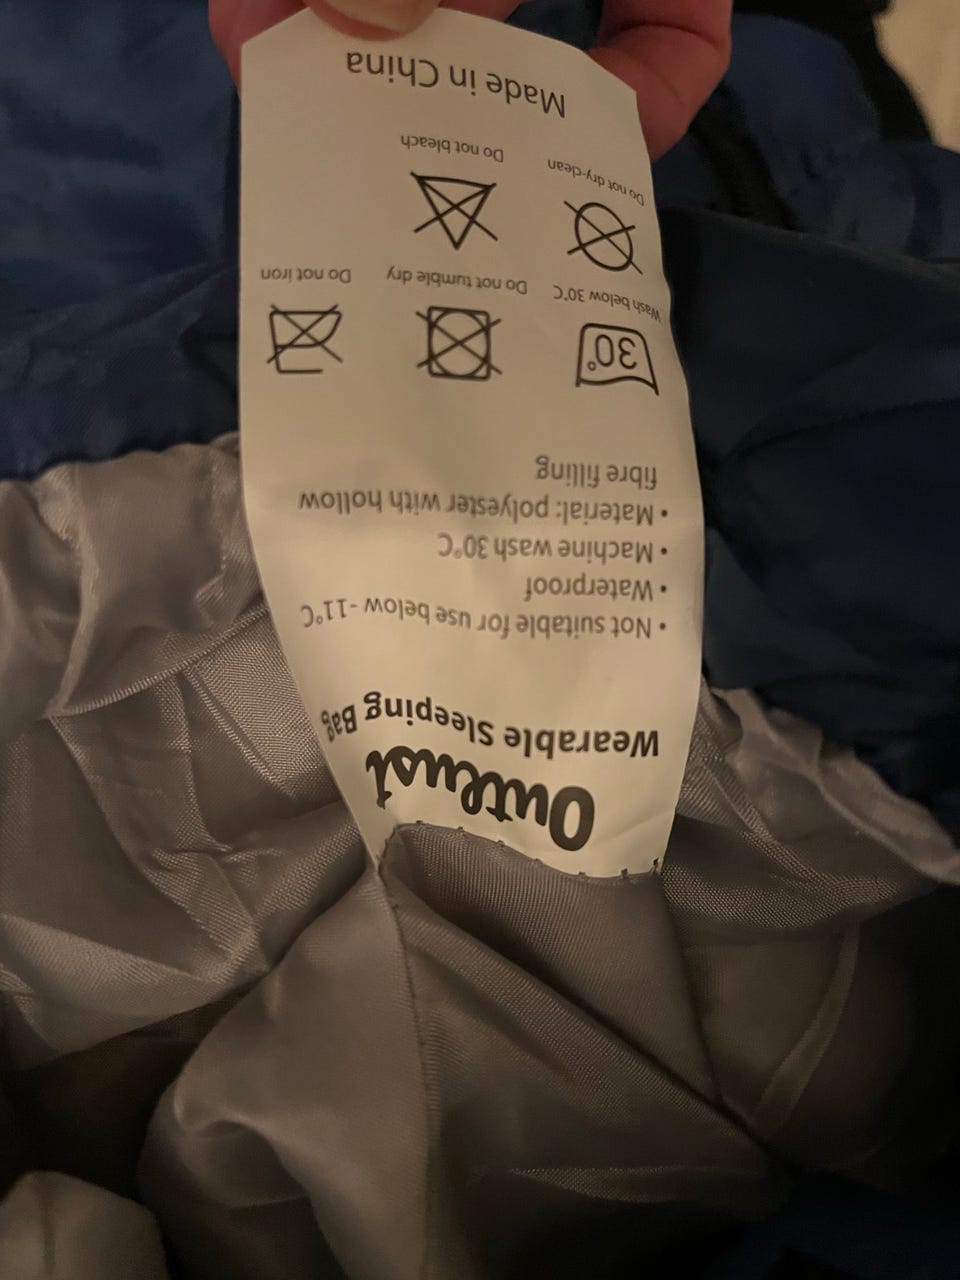 Outlust
Wearable Sleeping Bag
• Not suitable for use below -11°C
• Waterproof
• Machine wash 30°C
• Material: polyester with hollow
fibre filling
30°
Wash below 30°C
Do not tumble dry
Do not iron
Do not dry-clean
Do not bleach
Made in China